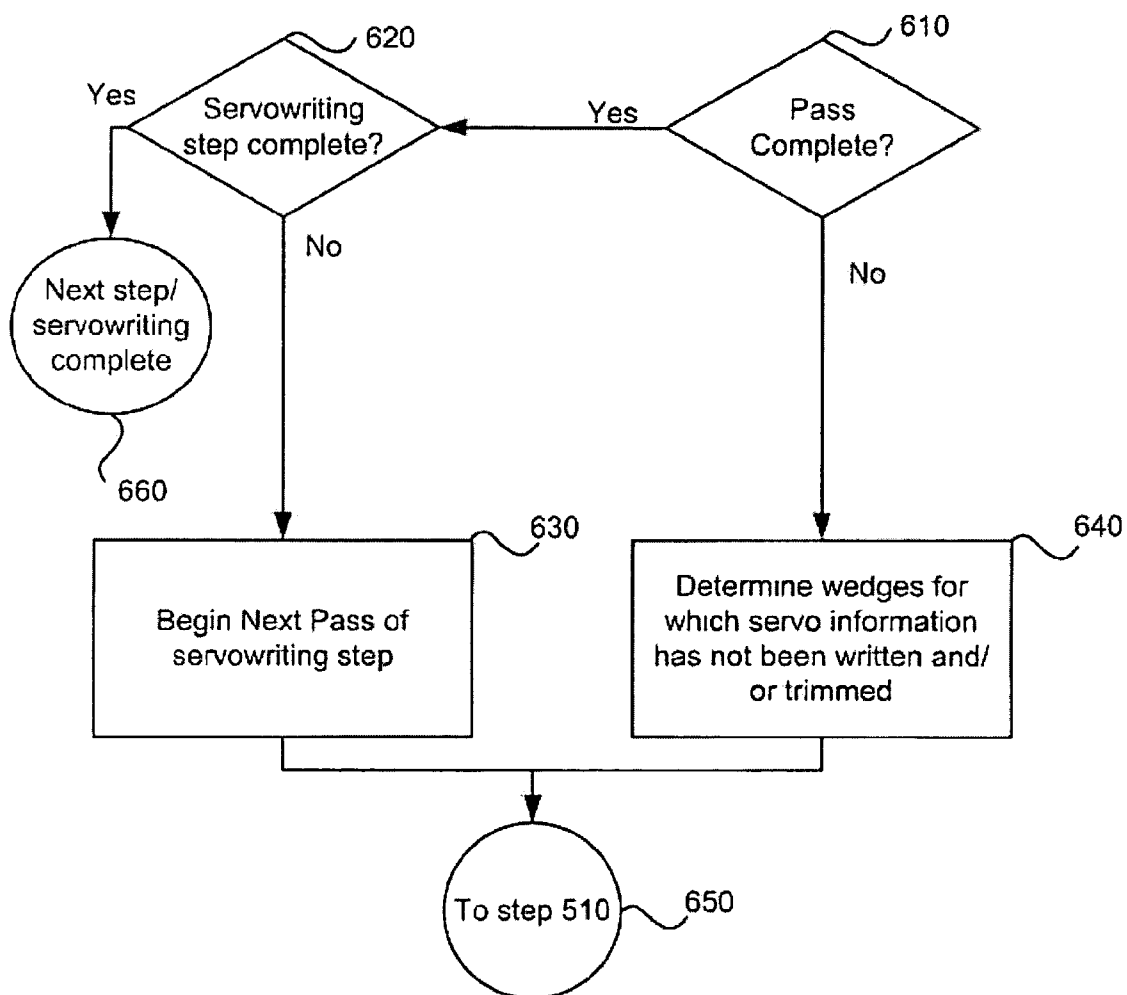 620
610
Yes
Servowriting
step complete?
Yes
Pass
Complete?
No
No
Next step/
servowriting
complete
660
630
640
Begin Next Pass of
servowriting step
Determine wedges for
which servo information
has not been written and/
or trimmed
To step 510
650